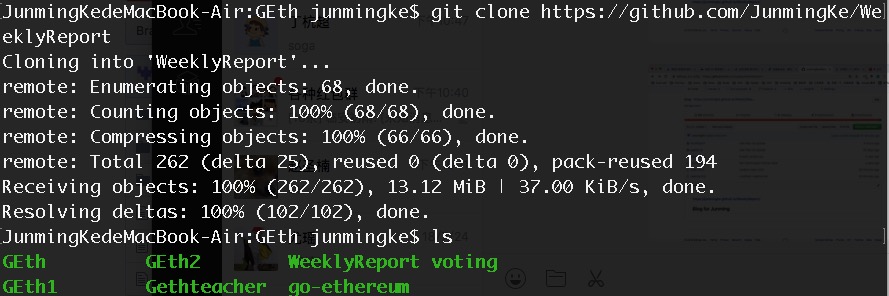 JunmingKedeMacBook-Air:GEth junmingke$ git clone https://github.com/JunmingKe/We
eklyReport
Cloning into 'WeeklyReport'...
remote: Enumerating objects: 68, done.
remote: Counting objects: 100% (68/68), done.
remote: Compressing objects: 100% (66/66), done.
remote: Total 262 (delta 25), reused 0 (delta 0), pack-reused 194
Receiving objects: 100% (262/262), 13.12 MiB | 37.00 KiB/s, done.
Resolving deltas: 100% (102/102), done.
JunmingKedeMacBook-Air:GEth junmingke$ ls
GEth GEth2 WeeklyReport voting
GEth1 Gethteacher go-ethereum